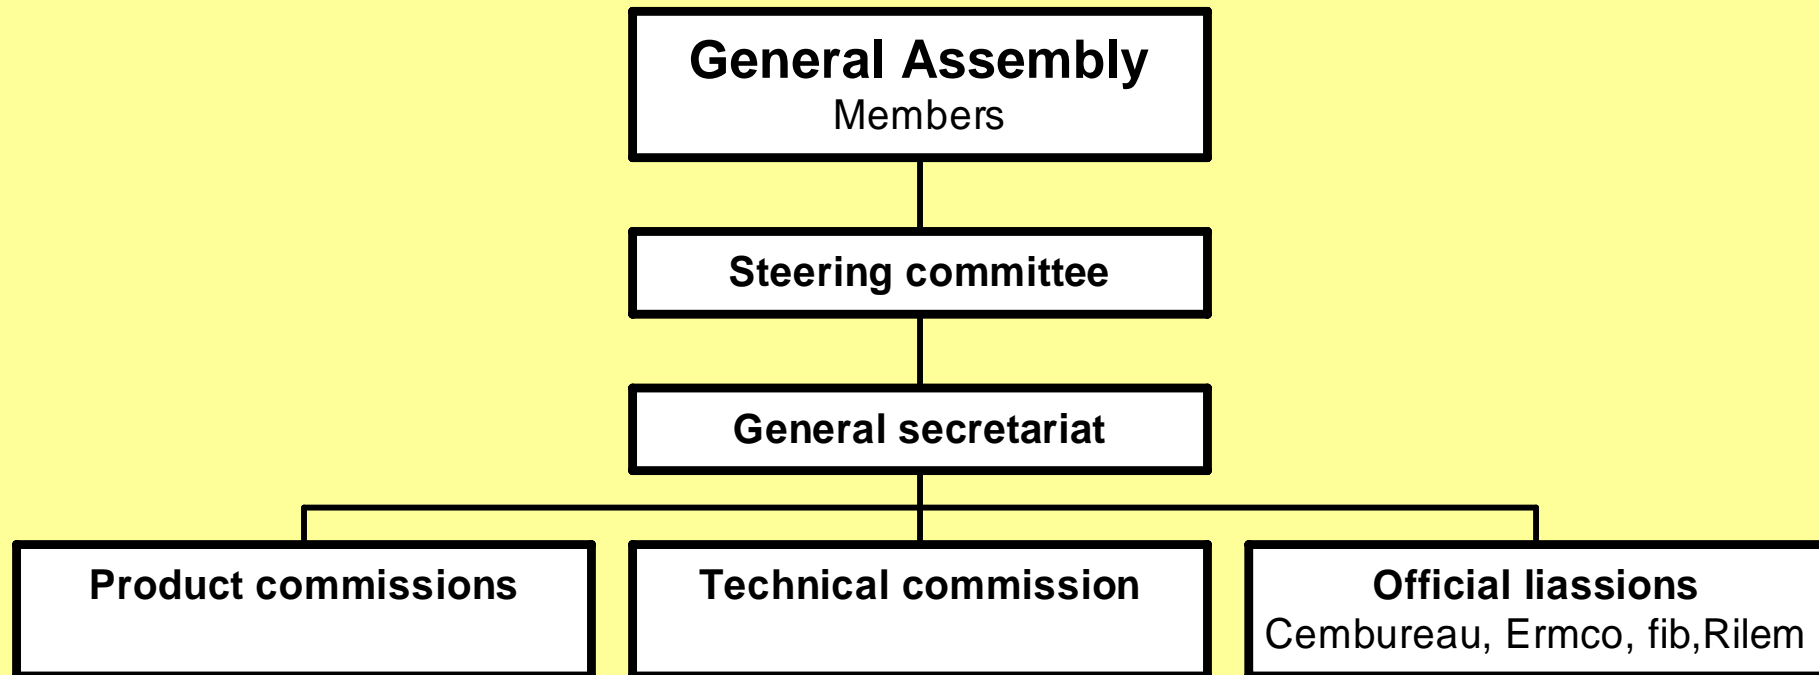 General Assembly
Members
Steering committee
General secretariat
Product commissions
Technical commission
Official liassions
Cembureau, Ermco, fib,Rilem